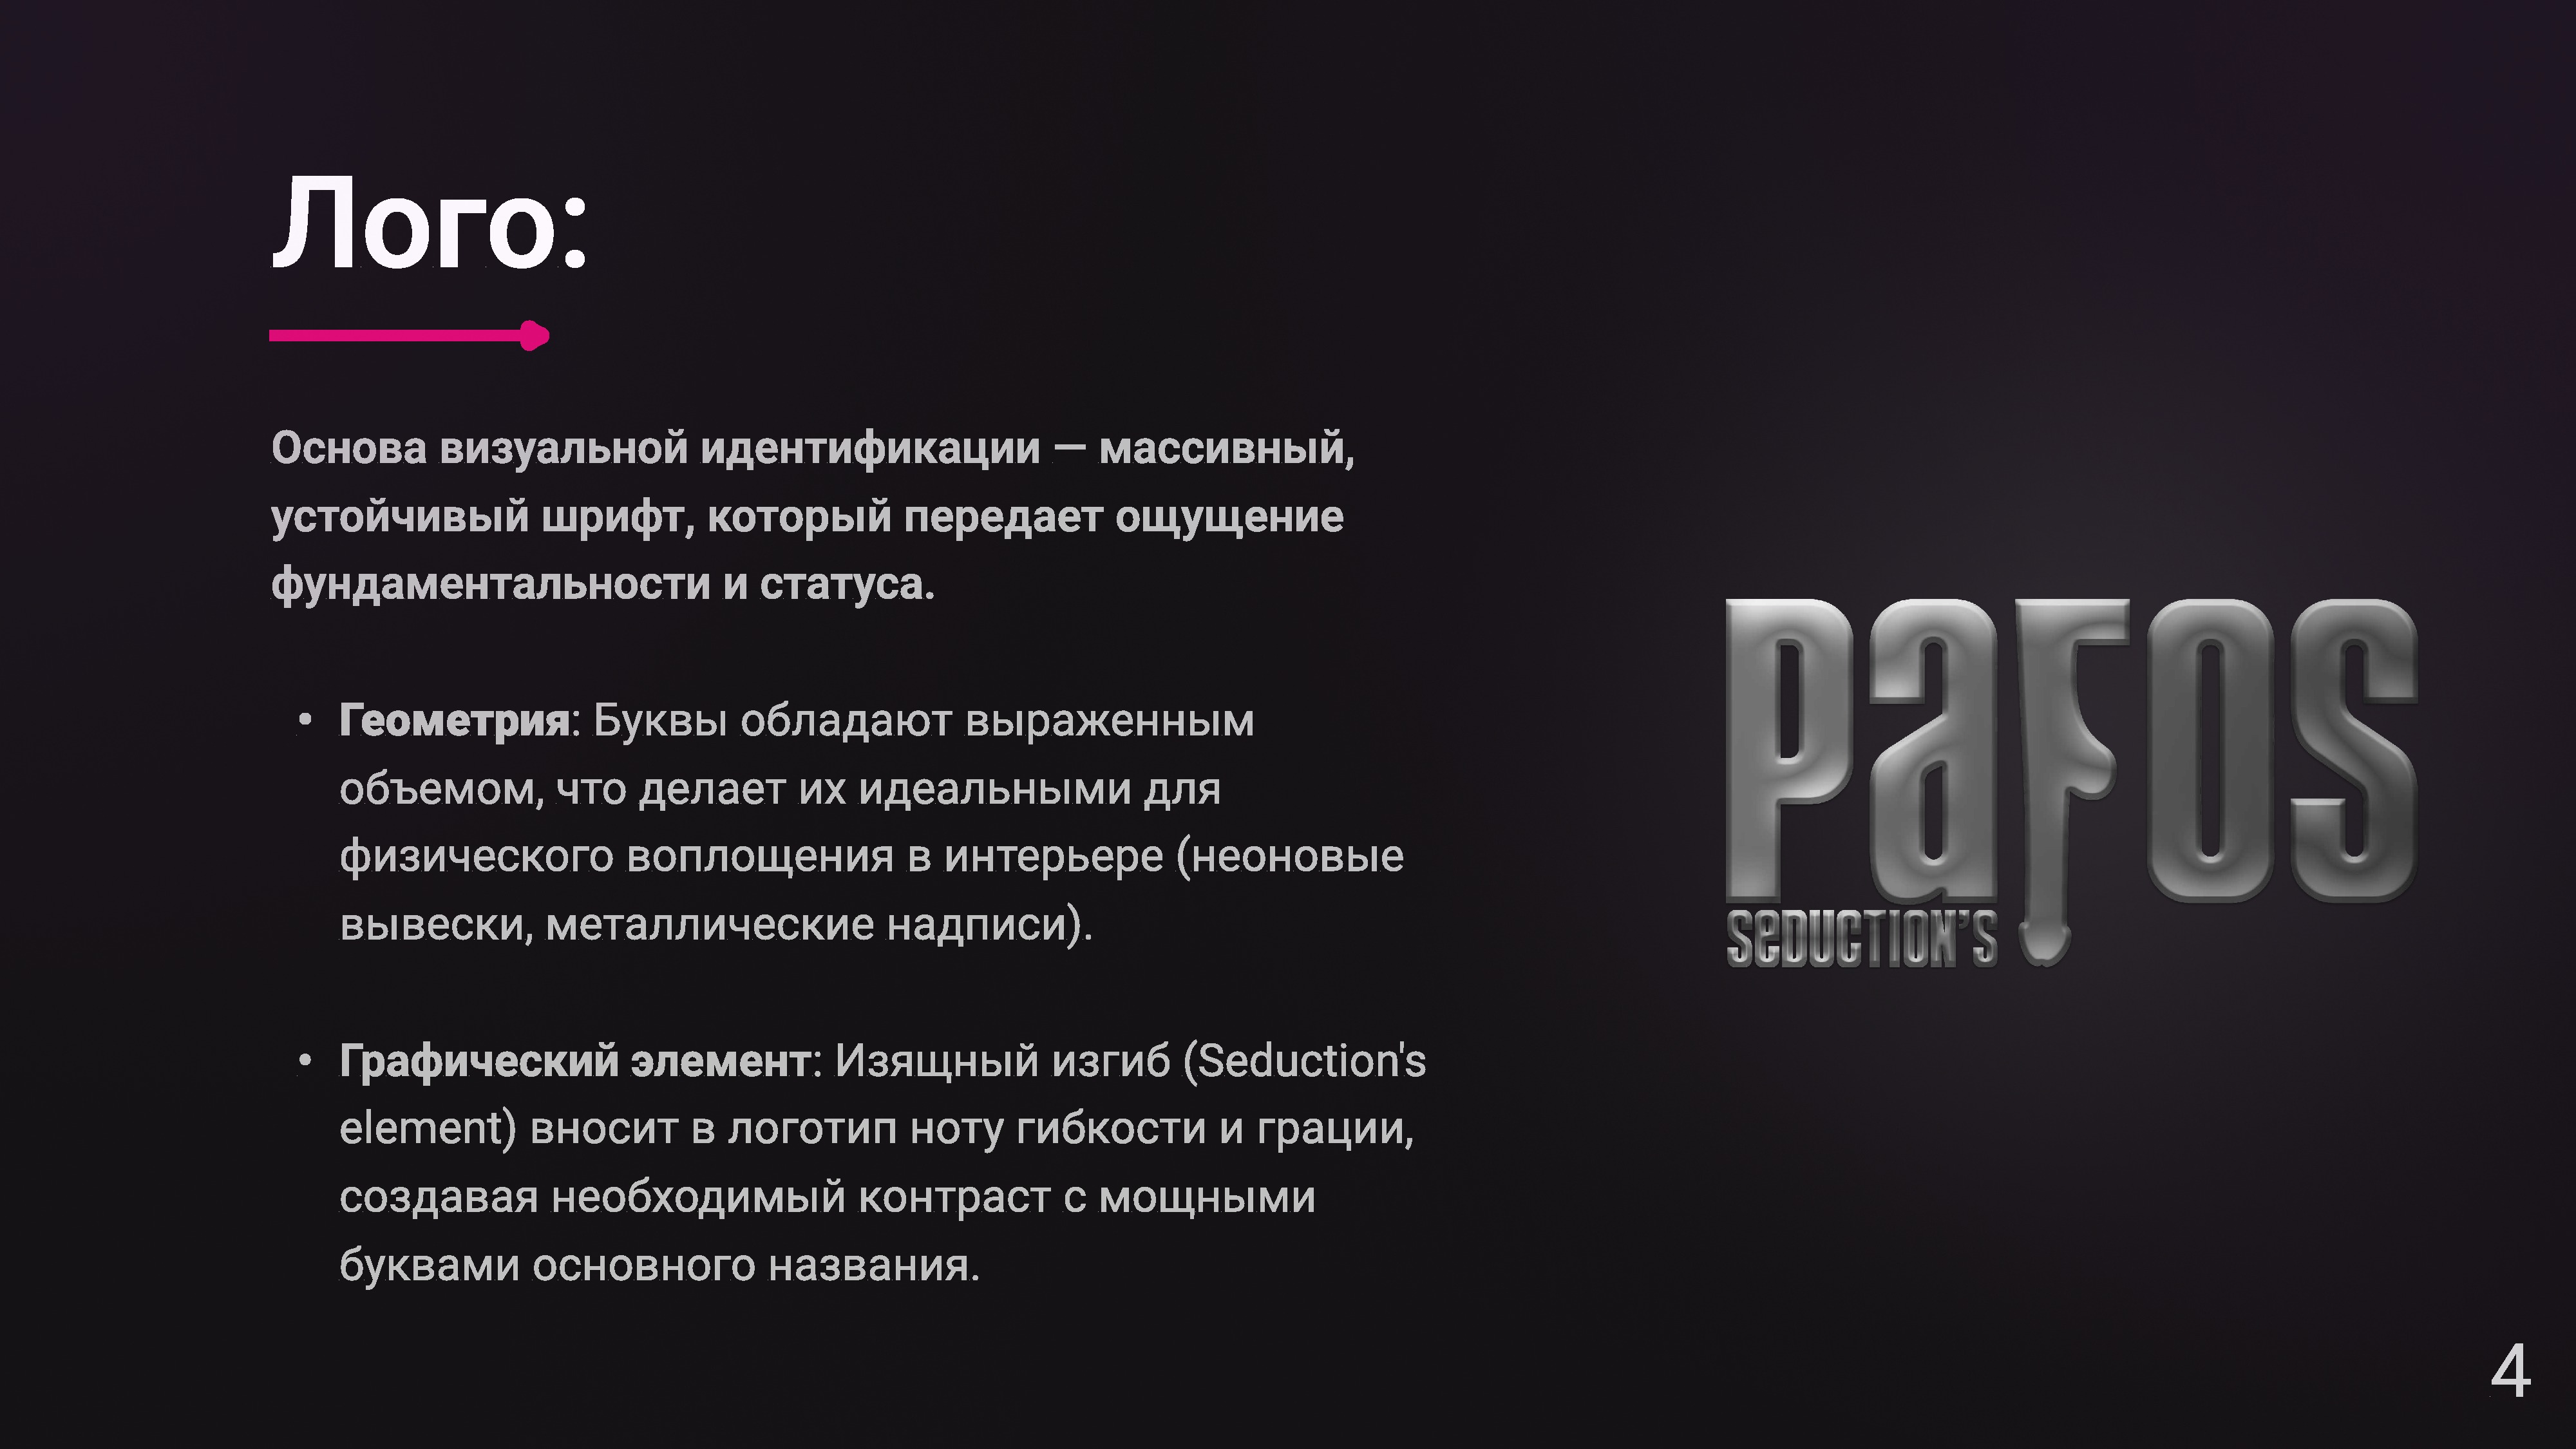 Лого:
Основа визуальной идентификации — массивный,
устойчивый шрифт, который передает ощущение
фундаментальности и статуса.
• Геометрия: Буквы обладают выраженным
объемом, что делает их идеальными для
физического воплощения в интерьере (неоновые
вывески, металлические надписи).
• Графический элемент: Изящный изгиб (Seduction's
element) вносит в логотип ноту гибкости и грации,
создавая необходимый контраст с мощными
буквами основного названия.
PaFOS
SeDUCTION'S
4